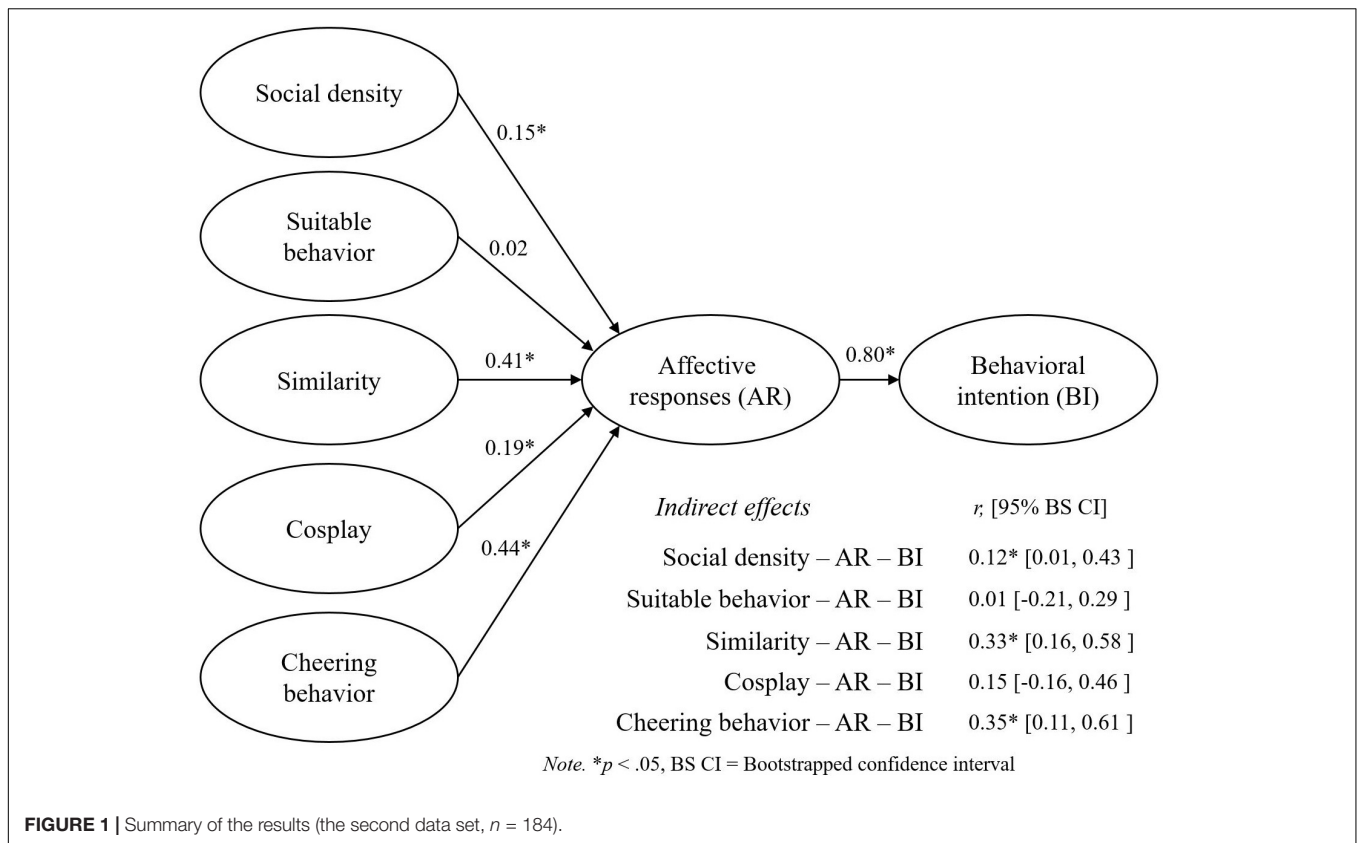 Social density
0.15*
Suitable
behavior
0.02
Similarity
0.41*
Affective
responses (AR)
0.80*
Behavioral
intention (BI)
Cosplay
0.19*
Cheering
behavior
0.44*
Indirect effects r, [95% BS CI]
Social density – AR – BI 0.12* [0.01, 0.43 ]
Suitable behavior – AR – BI 0.01 [-0.21, 0.29 ]
Similarity – AR – BI 0.33* [0.16, 0.58 ]
Cosplay – AR – BI 0.15 [-0.16, 0.46 ]
Cheering behavior – AR – BI 0.35* [0.11, 0.61 ]
Note. *p < .05, BS CI = Bootstrapped confidence interval
FIGURE 1 | Summary of the results (the second data set, n = 184).